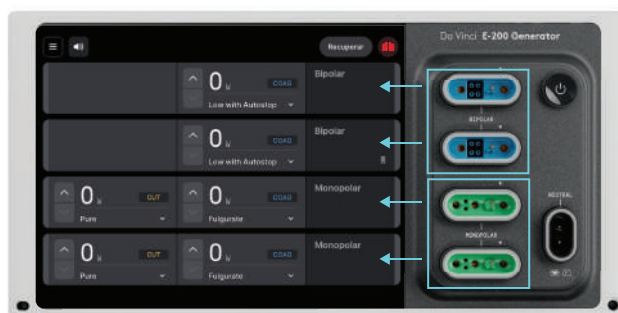 Recuperar
Da Vinci E-200 Generator
0 W COAG
Bipolar
Low with Autostop
BIPOLAR
0 W COAG
Bipolar
Low with Autostop
0 W CUT
0 W COAG
Monopolar
Pure
Fulgurate
NEUTRAL
MONOPOLAR
0 W CUT
0 W COAG
Monopolar
Pure
Fulgurate